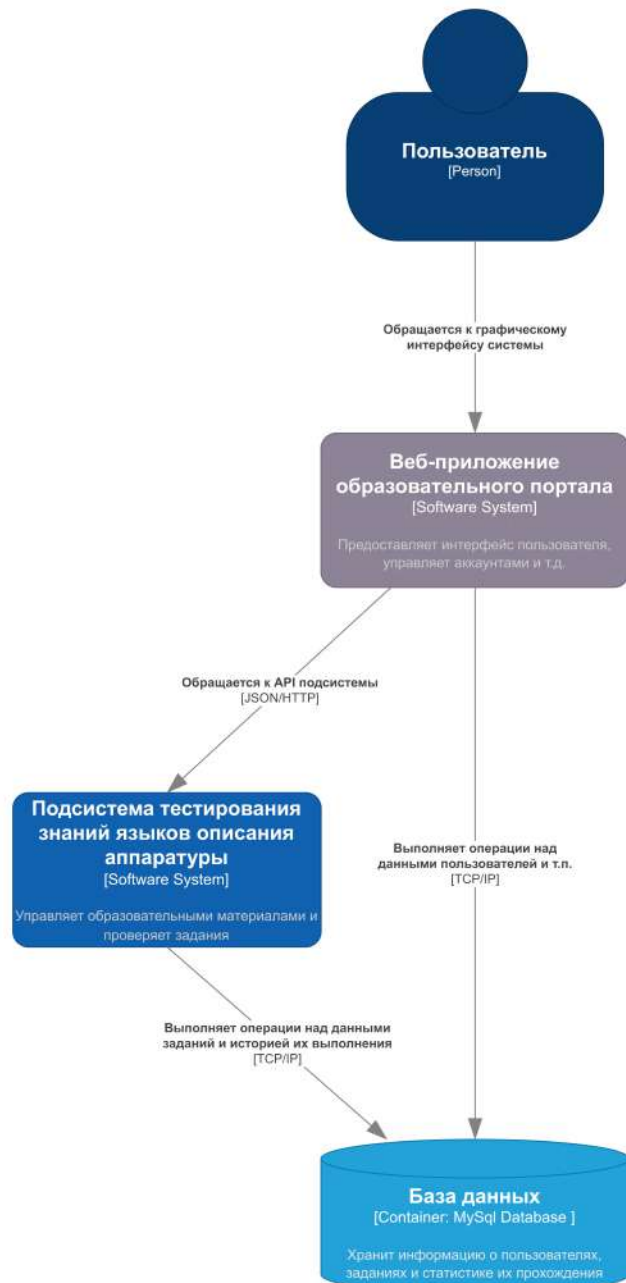 Пользователь
[Person]
Обращается к графическому
интерфейсу системы
Веб-приложение
образовательного портала
[Software System]
Предоставляет интерфейс пользователя,
управляет аккаунтами и т.д.
Обращается к API подсистемы
[JSON/HTTP]
Подсистема тестирования
знаний языков описания
аппаратуры
[Software System]
Управляет образовательными материалами и
проверяет задания
Выполняет операции над
данными пользователей и т.п.
[TCP/IP]
Выполняет операции над данными
заданий и историей их выполнения
[TCP/IP]
База данных
[Container: MySql Database ]
Хранит информацию о пользователях,
заданиях и статистике их прохождения